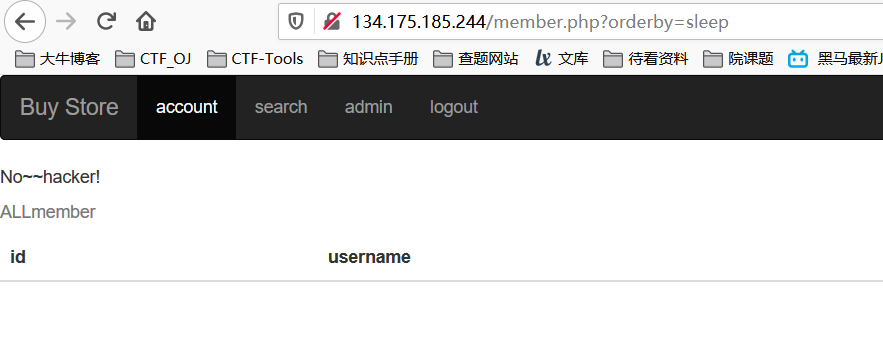 134.175.185.244/member.php?orderby=sleep
大牛博客 CTF_OJ CTF-Tools 知识点手册 查题网站 lx 文库 待看资料 院课题 黑马最新J
Buy Store account search admin logout
No~~hacker!
ALLmember
id username